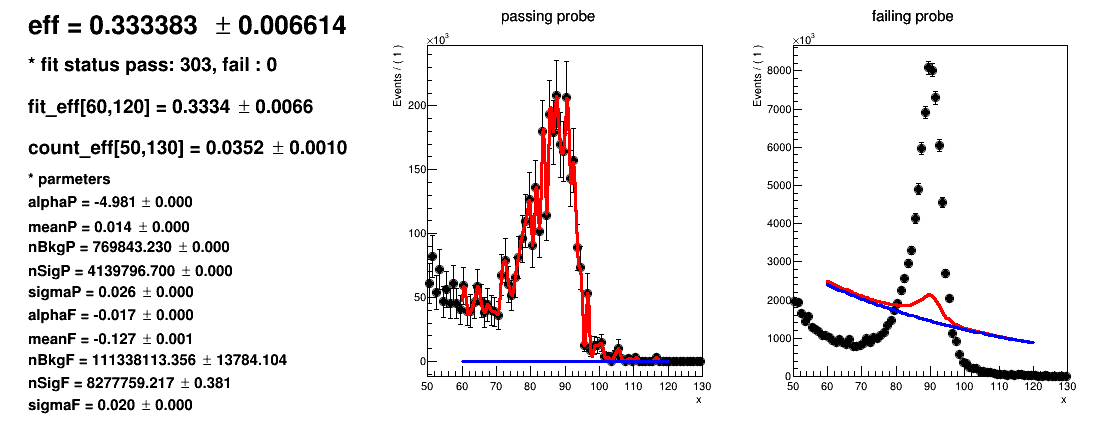 eff = 0.333383 ± 0.006614
* fit status pass: 303, fail : 0
fit_eff[60,120] = 0.3334 ± 0.0066
count_eff[50,130] = 0.0352 ± 0.0010
* parmeters
alphaP = -4.981 ± 0.000
meanP = 0.014 ± 0.000
nBkgP = 769843.230 ± 0.000
nSigP = 4139796.700 ± 0.000
sigmaP = 0.026 ± 0.000
alphaF = -0.017 ± 0.000
meanF = -0.127 ± 0.001
nBkgF = 111338113.356 ± 13784.104
nSigF = 8277759.217 ± 0.381
sigmaF = 0.020 ± 0.000
passing probe
×10³
Events / ( 1 )
200
150
100
50
0
50 60 70 80 90 100 110 120 130
x
failing probe
×10³
Events / ( 1 )
8000
7000
6000
5000
4000
3000
2000
1000
0
50 60 70 80 90 100 110 120 130
x